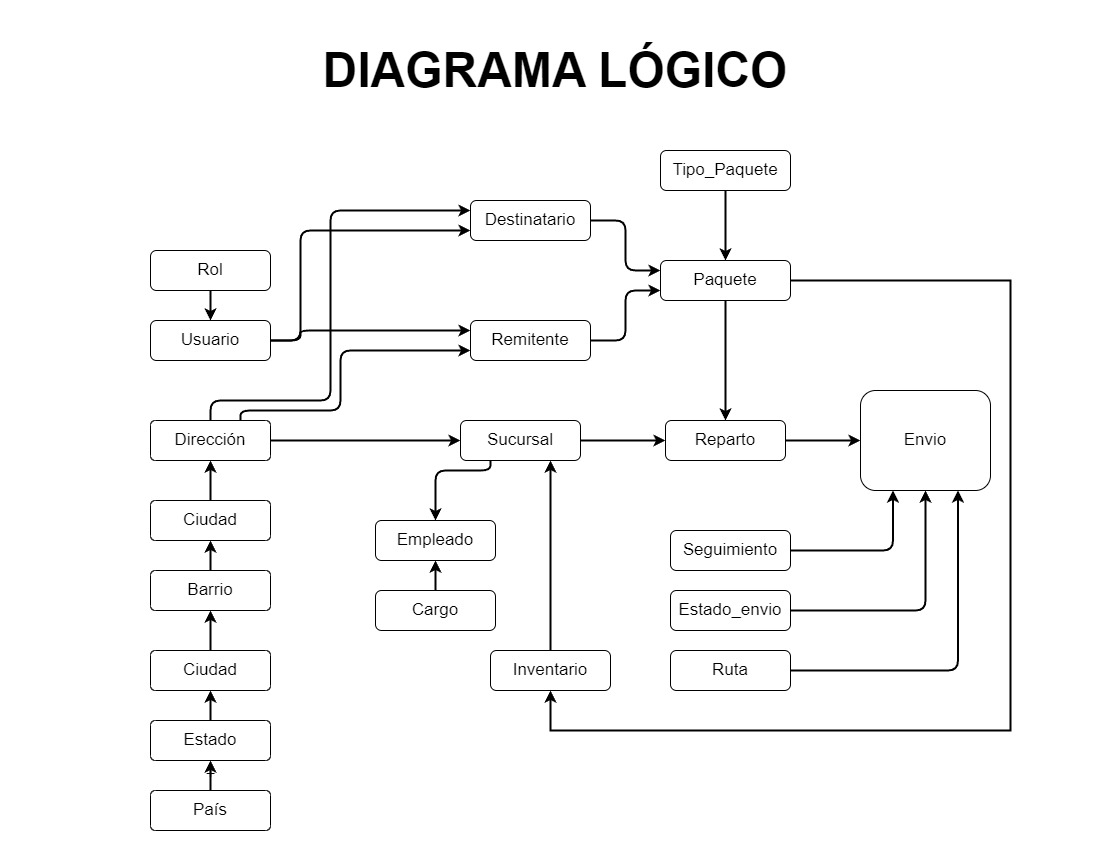 DIAGRAMA LÓGICO
Tipo_Paquete
Destinatario
Rol
Paquete
Usuario
Remitente
Dirección
Sucursal
Reparto
Envio
Ciudad
Empleado
Seguimiento
Barrio
Cargo
Estado_envio
Ciudad
Inventario
Ruta
Estado
País